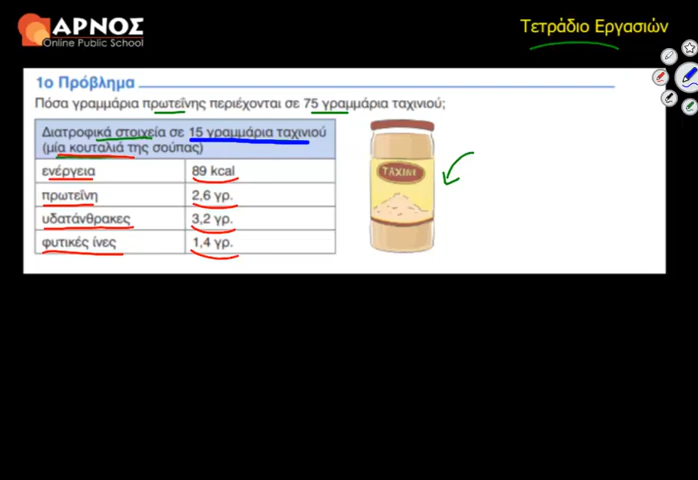 ΑΡΝΟΣ
Online Public School
Τετράδιο Εργασιών
1ο Πρόβλημα
Πόσα γραμμάρια πρωτεΐνης περιέχονται σε 75 γραμμάρια ταχινιού;
Διατροφικά στοιχεία σε 15 γραμμάρια ταχινιού
(μία κουταλιά της σούπας)
ενέργεια 89 kcal
πρωτεΐνη 2,6 γρ.
υδατάνθρακες 3,2 γρ.
φυτικές ίνες 1,4 γρ.
ΤΑΧΙΝΙ